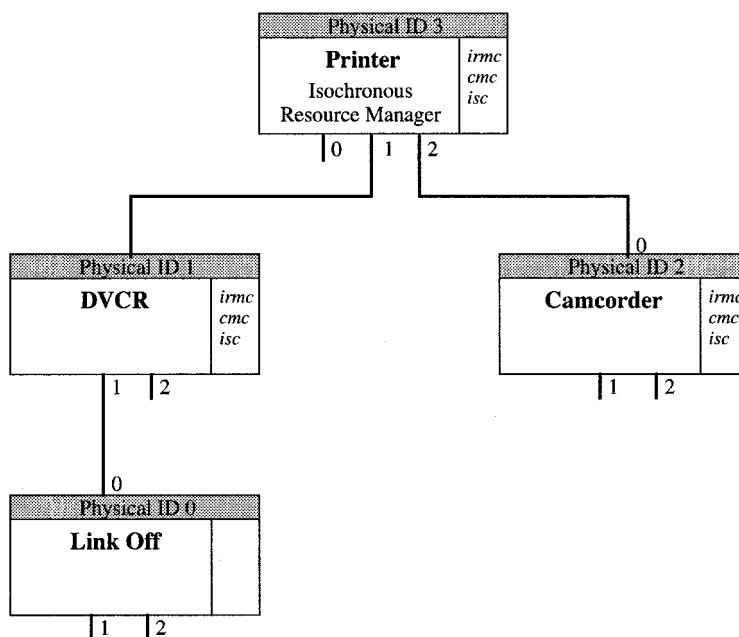 Physical ID 3
Printer
Isochronous
Resource Manager
irmc
cmc
isc
0
1
2
0
Physical ID 1
DVCR
irmc
cmc
isc
1
2
Physical ID 2
Camcorder
irmc
cmc
isc
1
2
0
Physical ID 0
Link Off
1
2